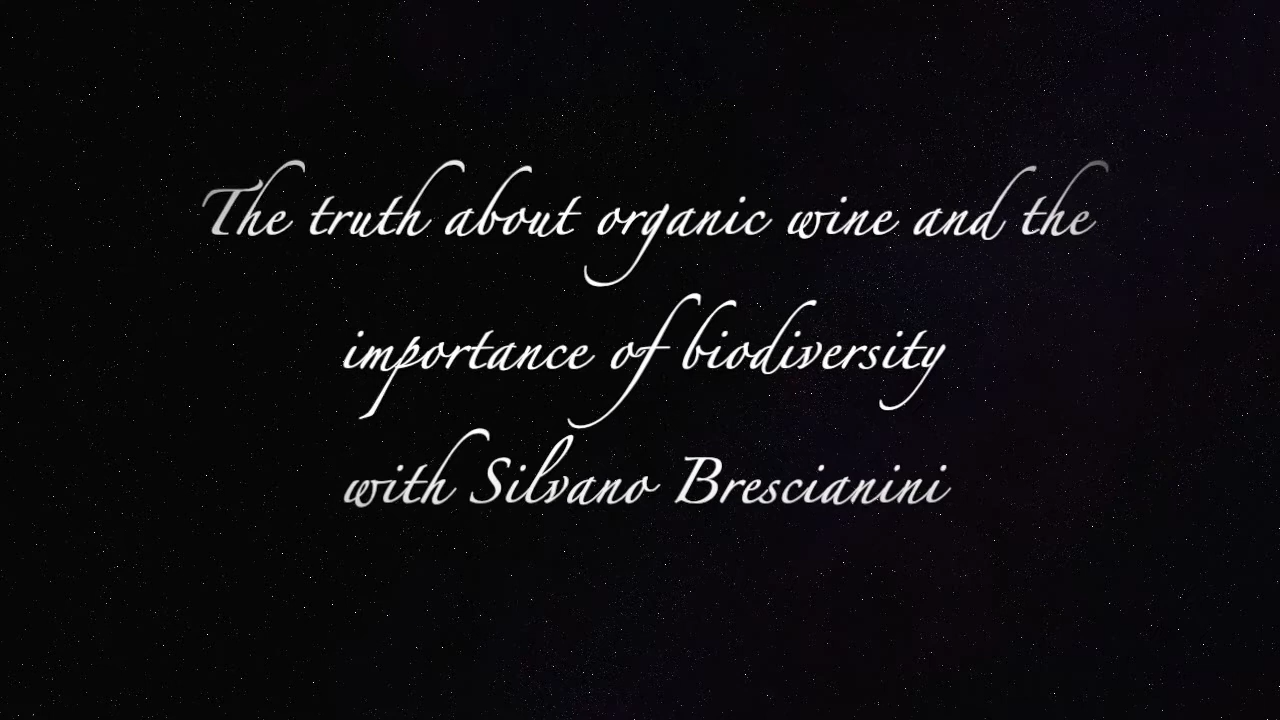 The truth about organic wine and the
importance of biodiversity
with Silvano Brescianini